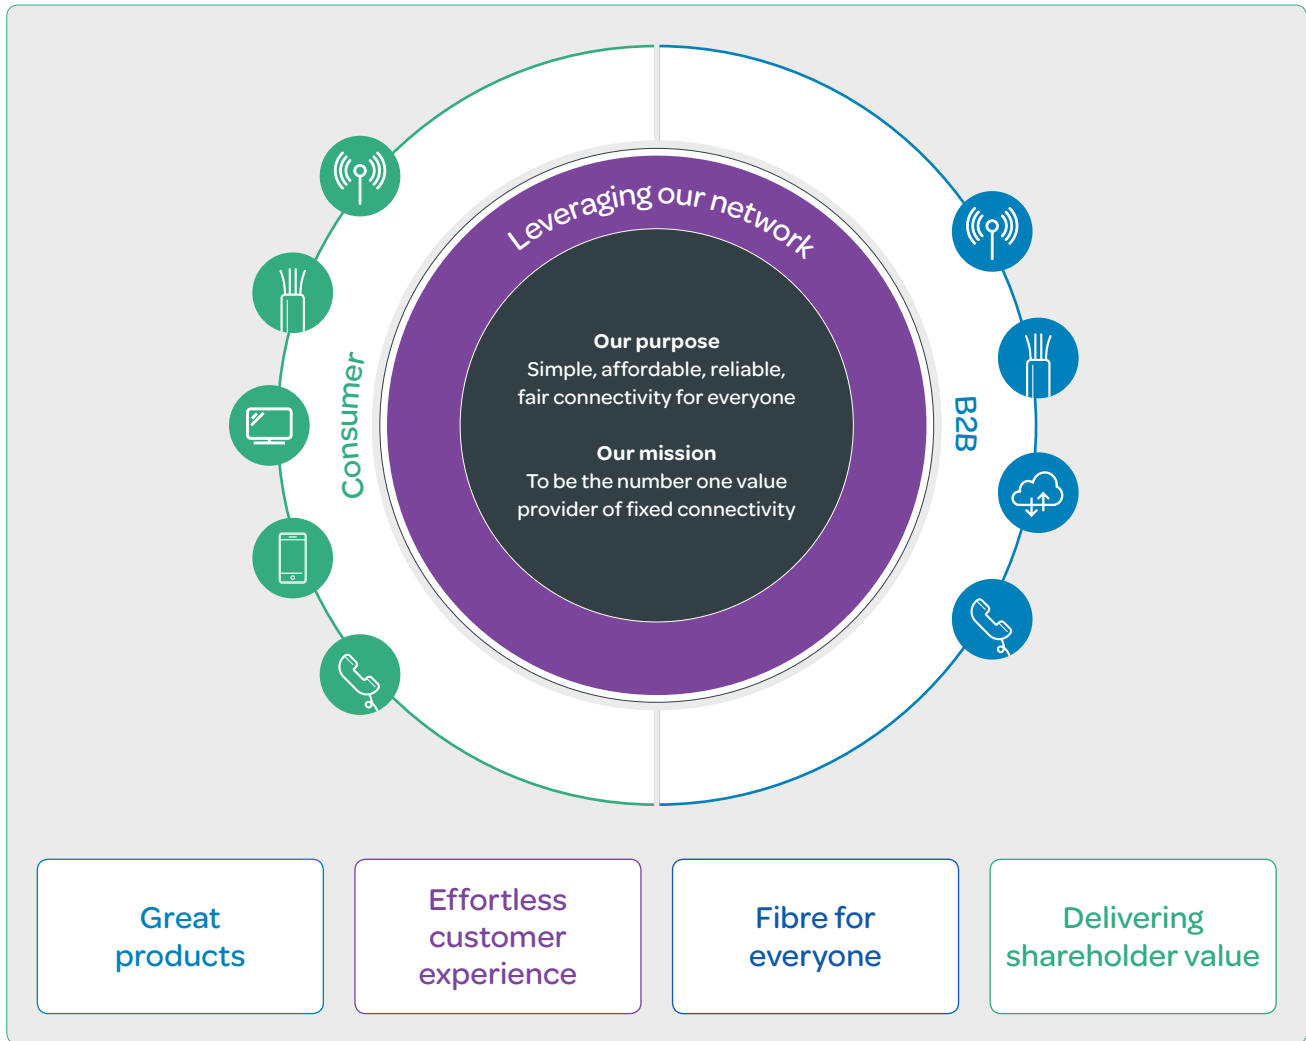 Leveraging our network
Our purpose
Simple, affordable, reliable,
fair connectivity for everyone
Our mission
To be the number one value
provider of fixed connectivity
Consumer
B2B
Great
products
Effortless
customer
experience
Fibre for
everyone
Delivering
shareholder value